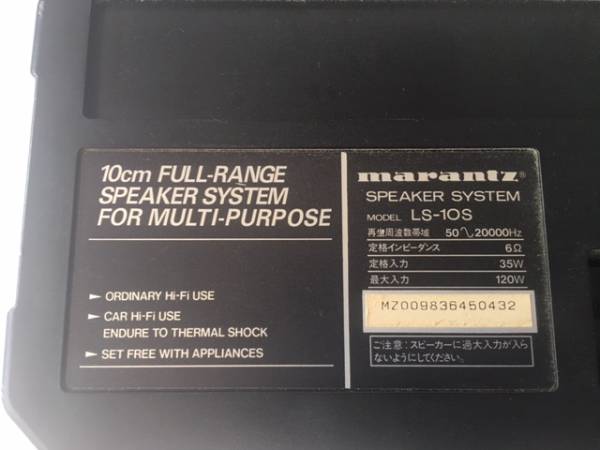 10cm FULL-RANGE
SPEAKER SYSTEM
FOR MULTI-PURPOSE
► ORDINARY Hi-Fi USE
► CAR Hi-Fi USE
ENDURE TO THERMAL SHOCK
► SET FREE WITH APPLIANCES
marantz®
SPEAKER SYSTEM
MODEL LS-10S
再生周波数帯域 50〜20000Hz
定格インピーダンス 6Ω
定格入力 35W
最大入力 120W
MZ009836450432
ご注意：スピーカーに過大入力が入ら
ないようにしてください。